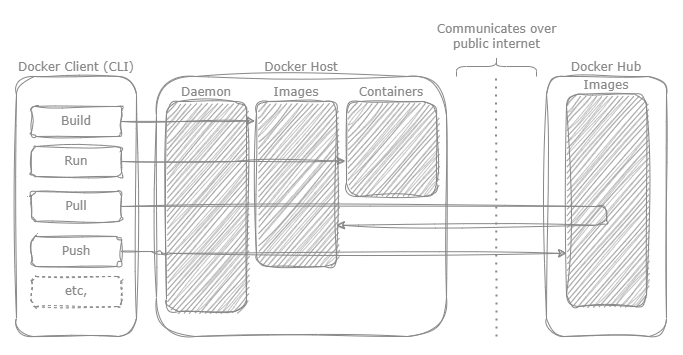 Communicates over
public internet
Docker Client (CLI)
Docker Host
Docker Hub
Daemon
Images
Containers
Images
Build
Run
Pull
Push
etc,